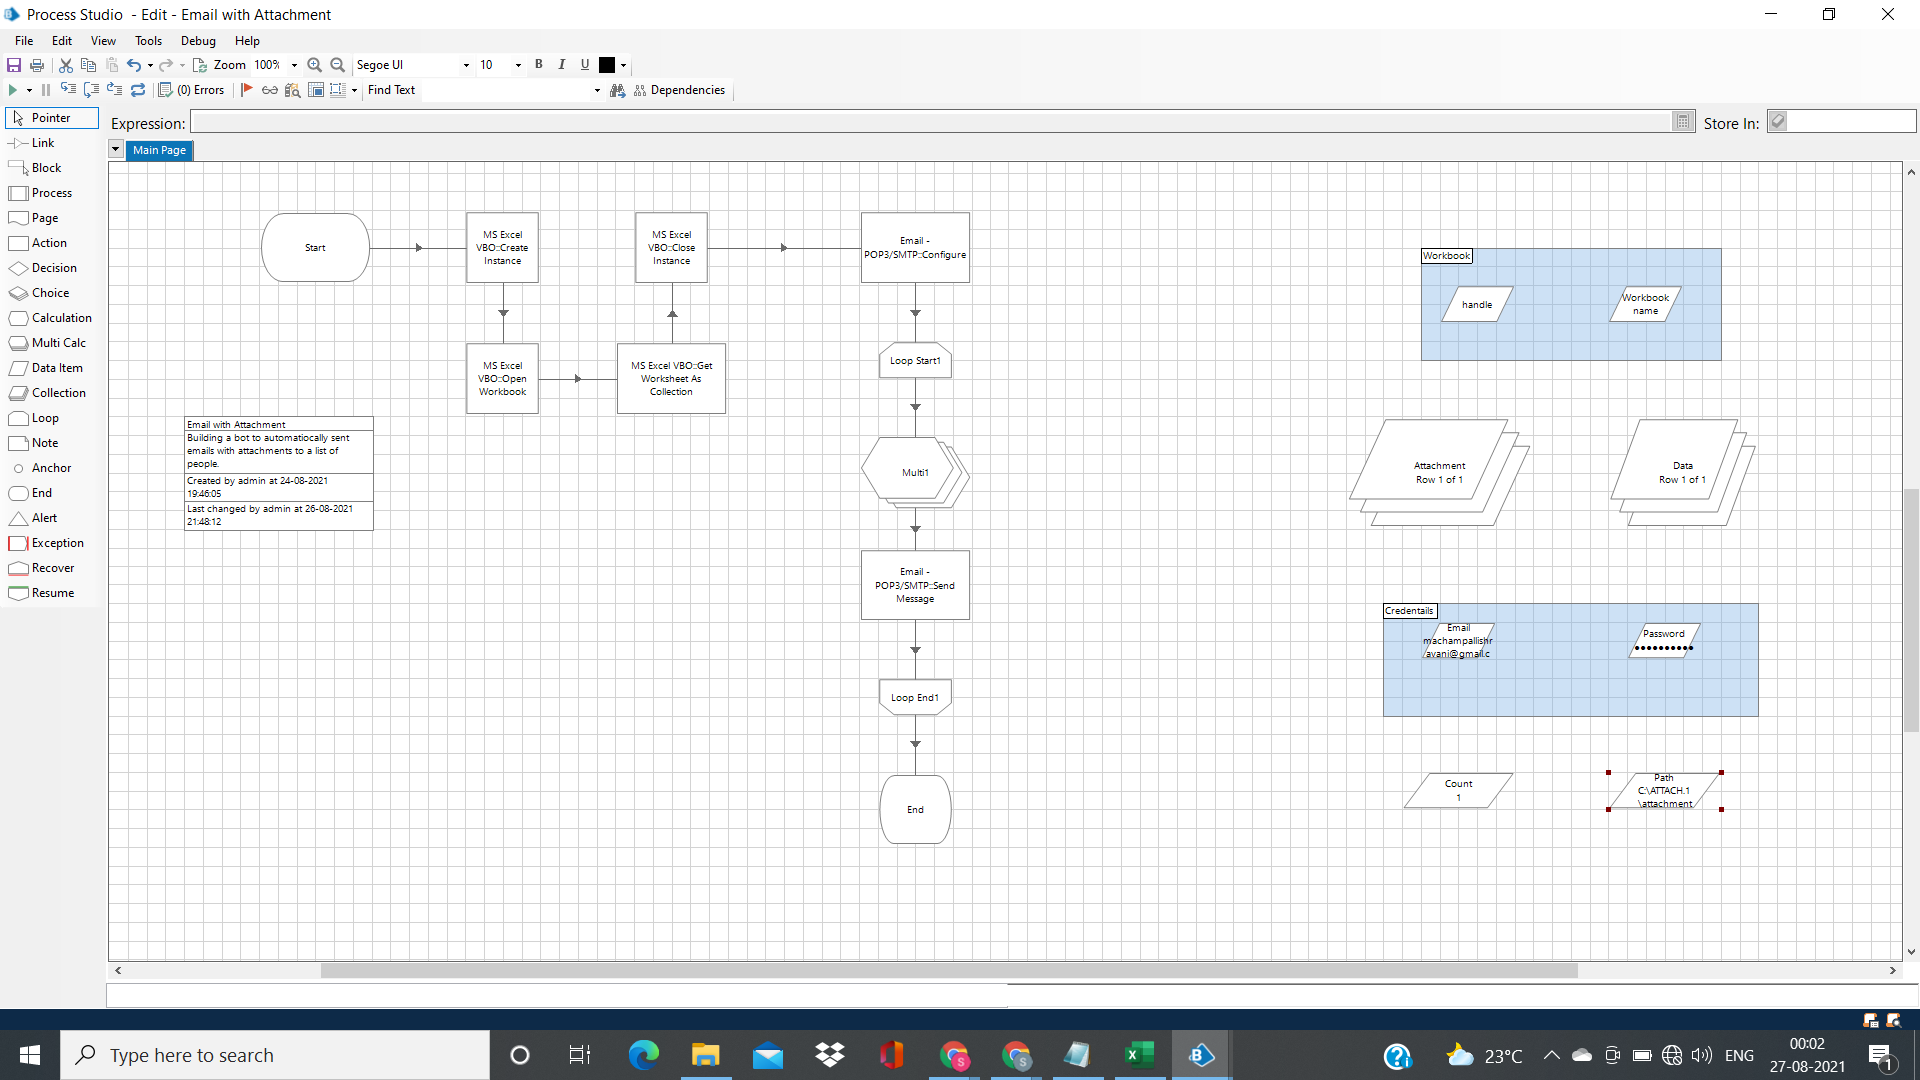 Process Studio - Edit - Email with Attachment
File Edit View Tools Debug Help
Zoom 100% Segoe UI 10 B I U
(0) Errors Find Text Dependencies
Pointer
Link
Block
Process
Page
Action
Decision
Choice
Calculation
Multi Calc
Data Item
Collection
Loop
Note
Anchor
End
Alert
Exception
Recover
Resume
Expression:
Store In:
Main Page
Start
MS Excel
VBO::Create
Instance
MS Excel
VBO::Close
Instance
Email -
POP3/SMTP::Configure
MS Excel
VBO::Open
Workbook
MS Excel VBO::Get
Worksheet As
Collection
Loop Start1
Multi1
Email -
POP3/SMTP::Send
Message
Loop End1
End
Email with Attachment
Building a bot to automatiocally sent
emails with attachments to a list of
people.
Created by admin at 24-08-2021
19:46:05
Last changed by admin at 26-08-2021
21:48:12
Workbook
handle
Workbook
name
Attachment
Row 1 of 1
Data
Row 1 of 1
Credentails
Email
machampallishr
avani@gmail.c
Password
••••••••••
Count
1
Path
C:\ATTACH.1
\attachment
Type here to search
23°C
ENG
00:02
27-08-2021
1